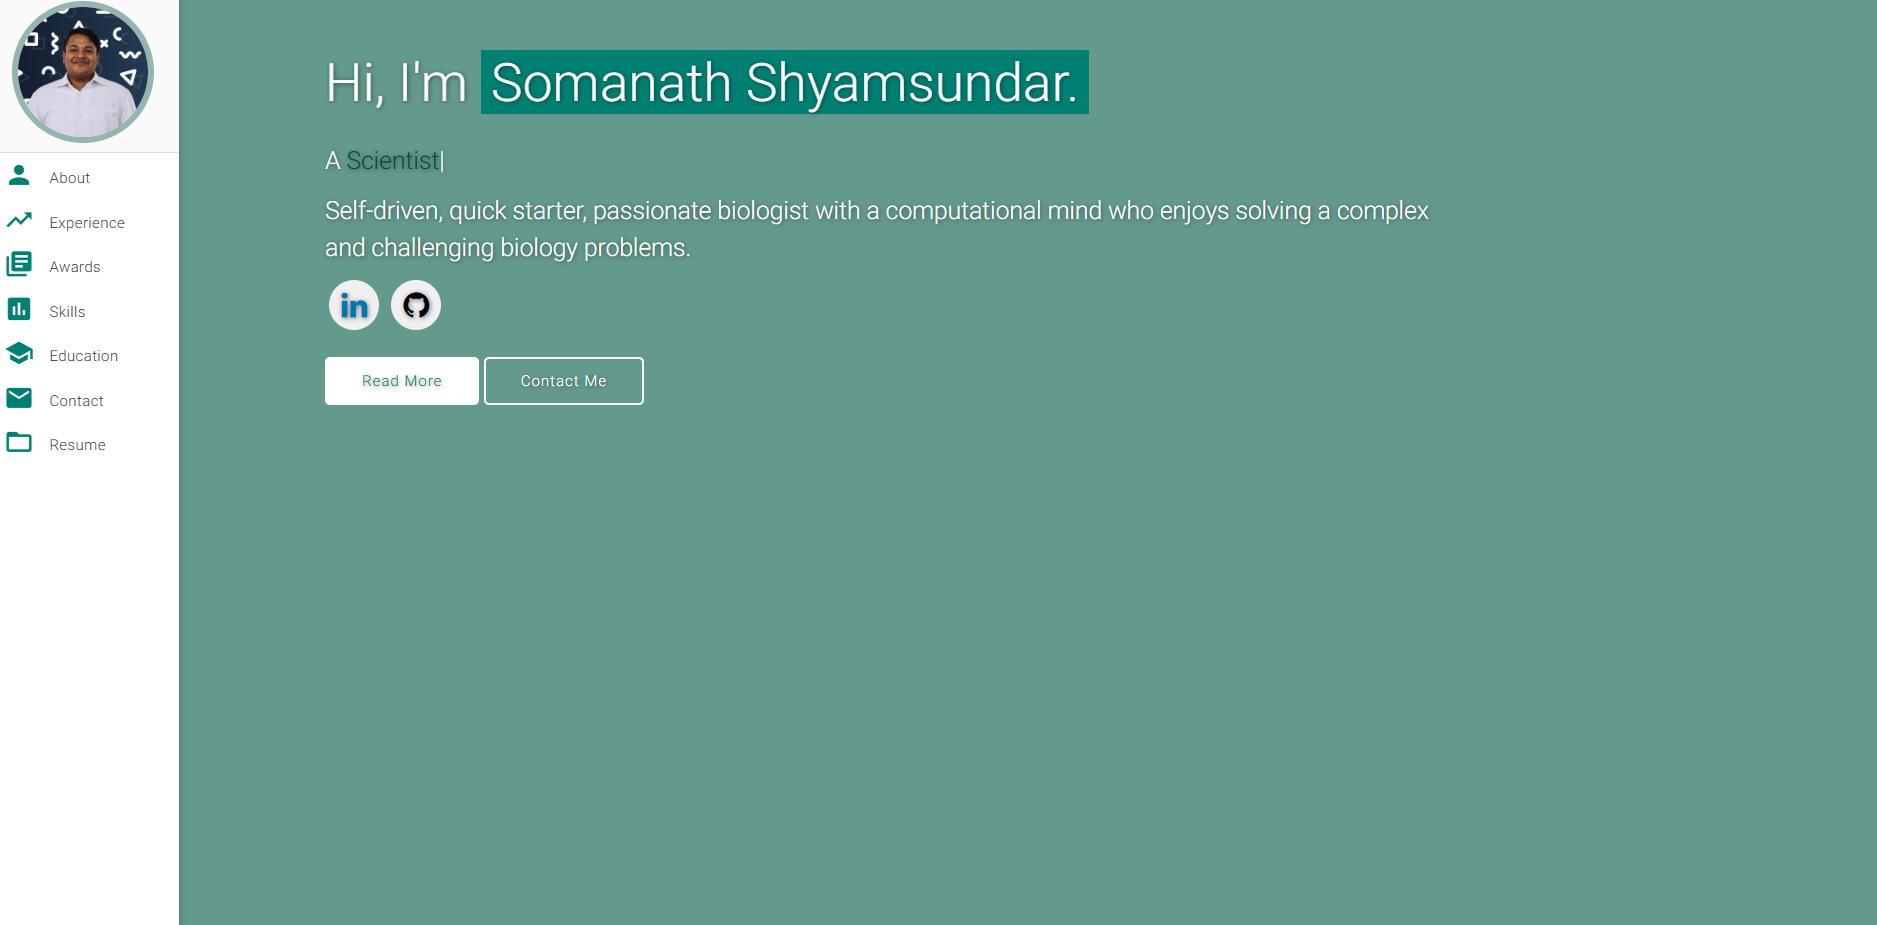 About
Experience
Awards
Skills
Education
Contact
Resume
Hi, I'm Somanath Shyamsundar.
A Scientist|
Self-driven, quick starter, passionate biologist with a computational mind who enjoys solving a complex
and challenging biology problems.
in
Read More
Contact Me